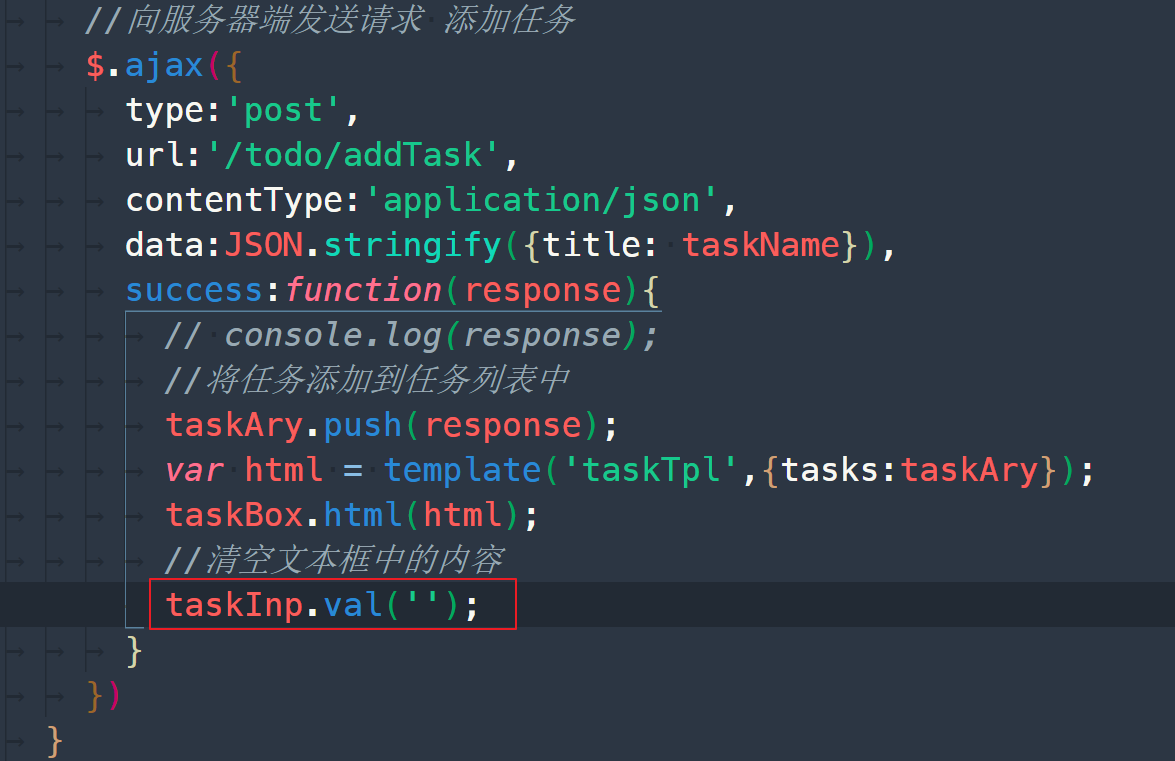 //向服务器端发送请求 添加任务
$.ajax({
type:'post',
url:'/todo/addTask',
contentType:'application/json',
data:JSON.stringify({title: taskName}),
success:function(response){
// console.log(response);
//将任务添加到任务列表中
taskAry.push(response);
var html = template('taskTpl',{tasks:taskAry});
taskBox.html(html);
//清空文本框中的内容
taskInp.val('');
}
})
}